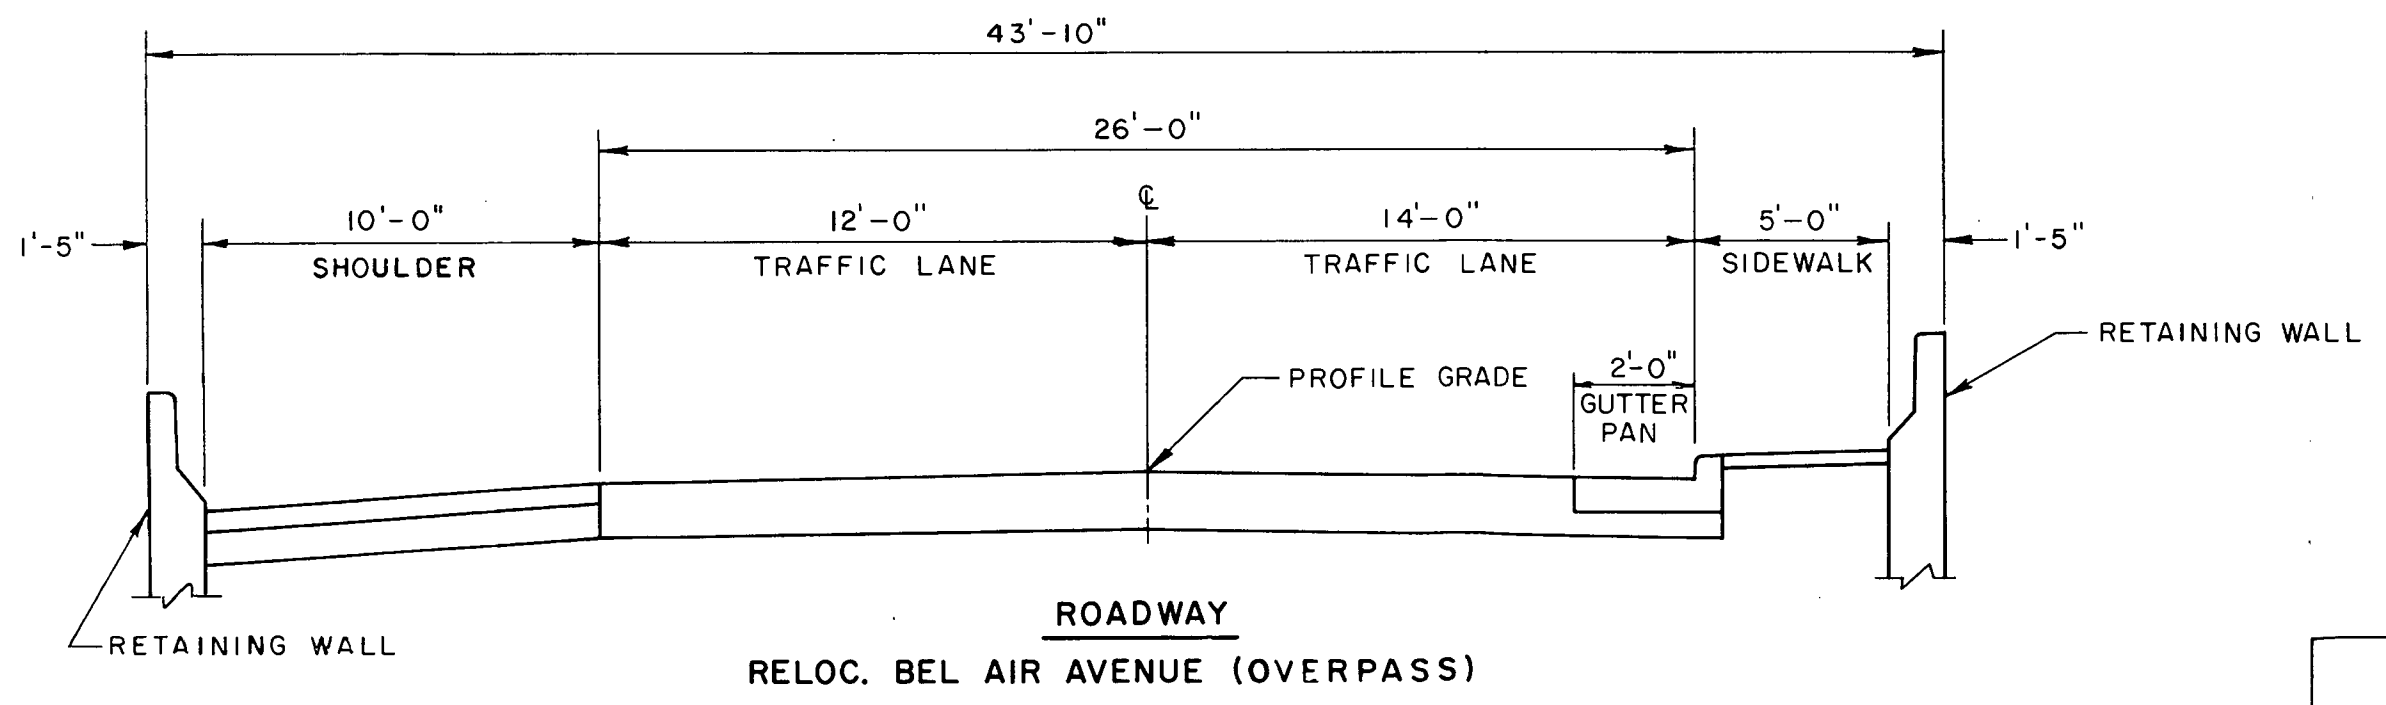 43'-10"
26'-0"
℄
1'-5"
10'-0"
12'-0"
14'-0"
5'-0"
1'-5"
SHOULDER
TRAFFIC LANE
TRAFFIC LANE
SIDEWALK
RETAINING WALL
PROFILE GRADE
2'-0"
GUTTER
PAN
RETAINING WALL
ROADWAY
RELOC. BEL AIR AVENUE (OVERPASS)